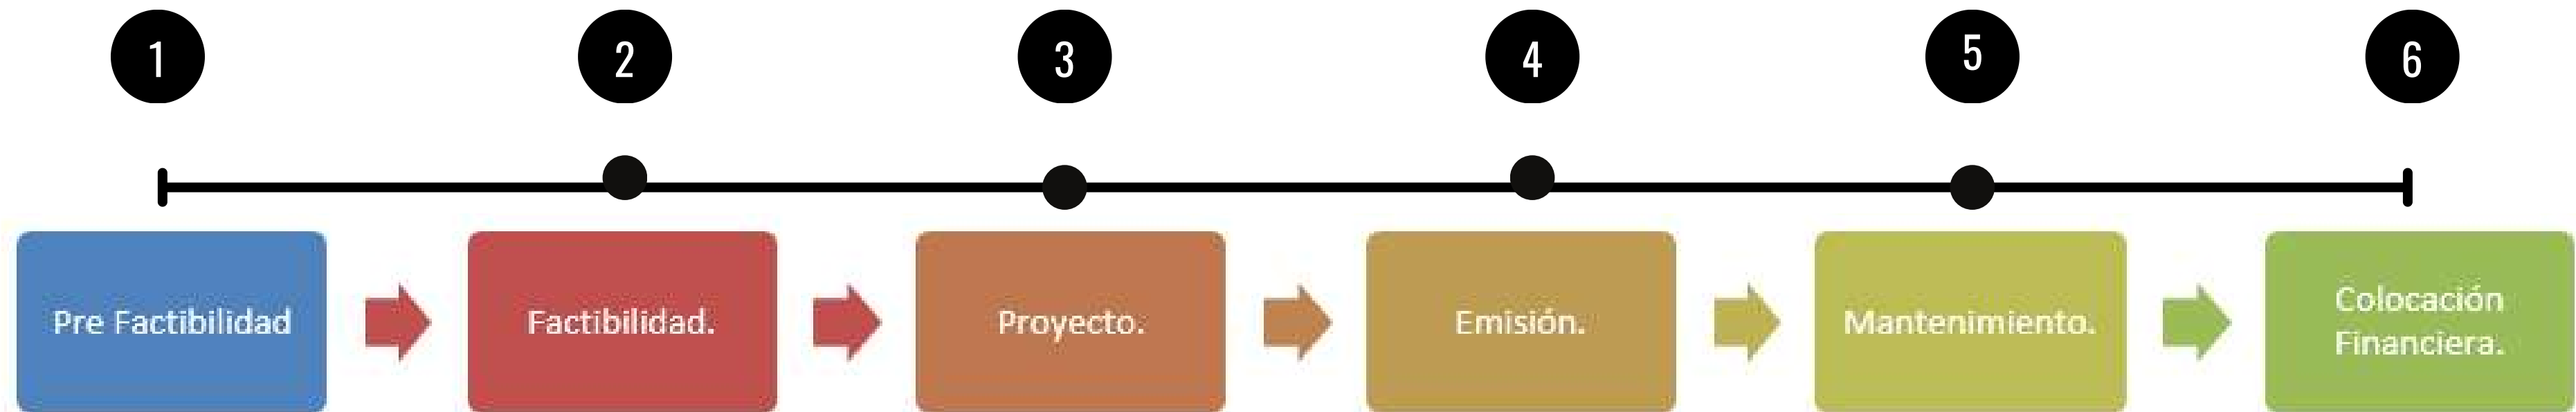 1
2
3
4
5
6
Pre Factibilidad
Factibilidad.
Proyecto.
Emisión.
Mantenimiento.
Colocación
Financiera.